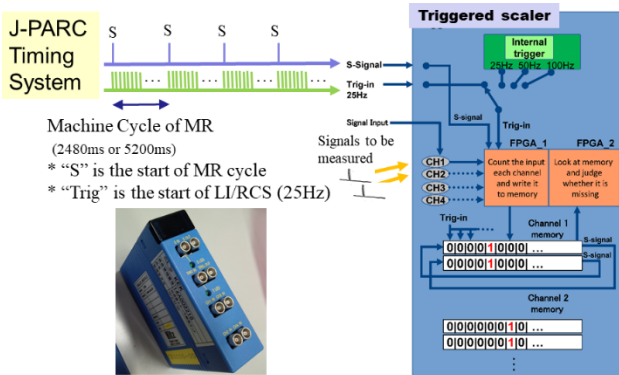 J-PARC
Timing
System
S
S
S
S
S-Signal
Trig-in
25Hz
Machine Cycle of MR
(2480ms or 5200ms)
* “S” is the start of MR cycle
* “Trig” is the start of LI/RCS (25Hz)
Signal Input
Signals to be
measured
Triggered scaler
Internal
trigger
25Hz 50Hz 100Hz
S-signal
Trig-in
FPGA_1
FPGA_2
CH1
CH2
CH3
CH4
Count the input
each channel
and write it
to memory
Look at memory
and judge
whether it is
missing
Trig-in
Channel 1
memory
S-signal
0|0|0|0|1|0|0|0| ...
S-signal
0|0|0|0|1|0|0|0| ...
Channel 2
memory
0|0|0|0|0|0|1|0| ...
0|0|0|0|0|0|1|0| ...